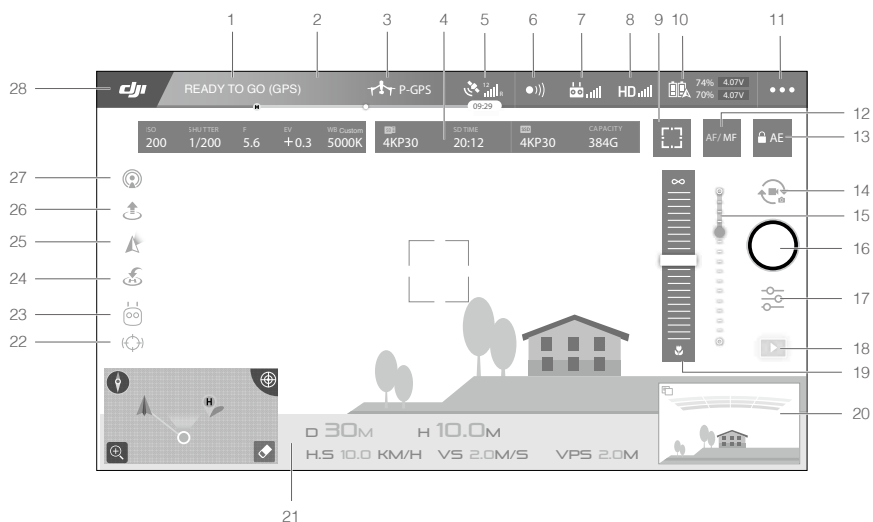 1 2 3 4 5 6 7 8 9 10 11
28 dji READY TO GO (GPS) P-GPS 12 R HD 74% 4.07V
70% 4.07V
H 09:29
12
ISO SHUTTER F EV WB Custom SD TIME CAPACITY
200 1/200 5.6 +0.3 5000K 4KP30 20:12 4KP30 384G AF/MF AE 13
27 ∞ 14
26 15
25 16
24
23 17
22 18
19
H 20
D 30M H 10.0M
H.S 10.0 KM/H VS 2.0M/S VPS 2.0M
21